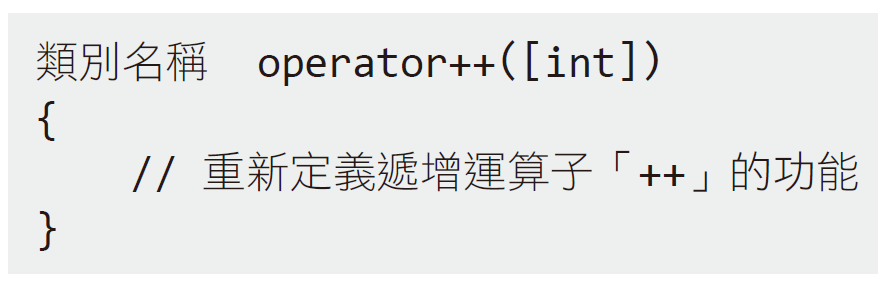 類別名稱  operator++([int])
{
    // 重新定義遞增運算子「++」的功能
}